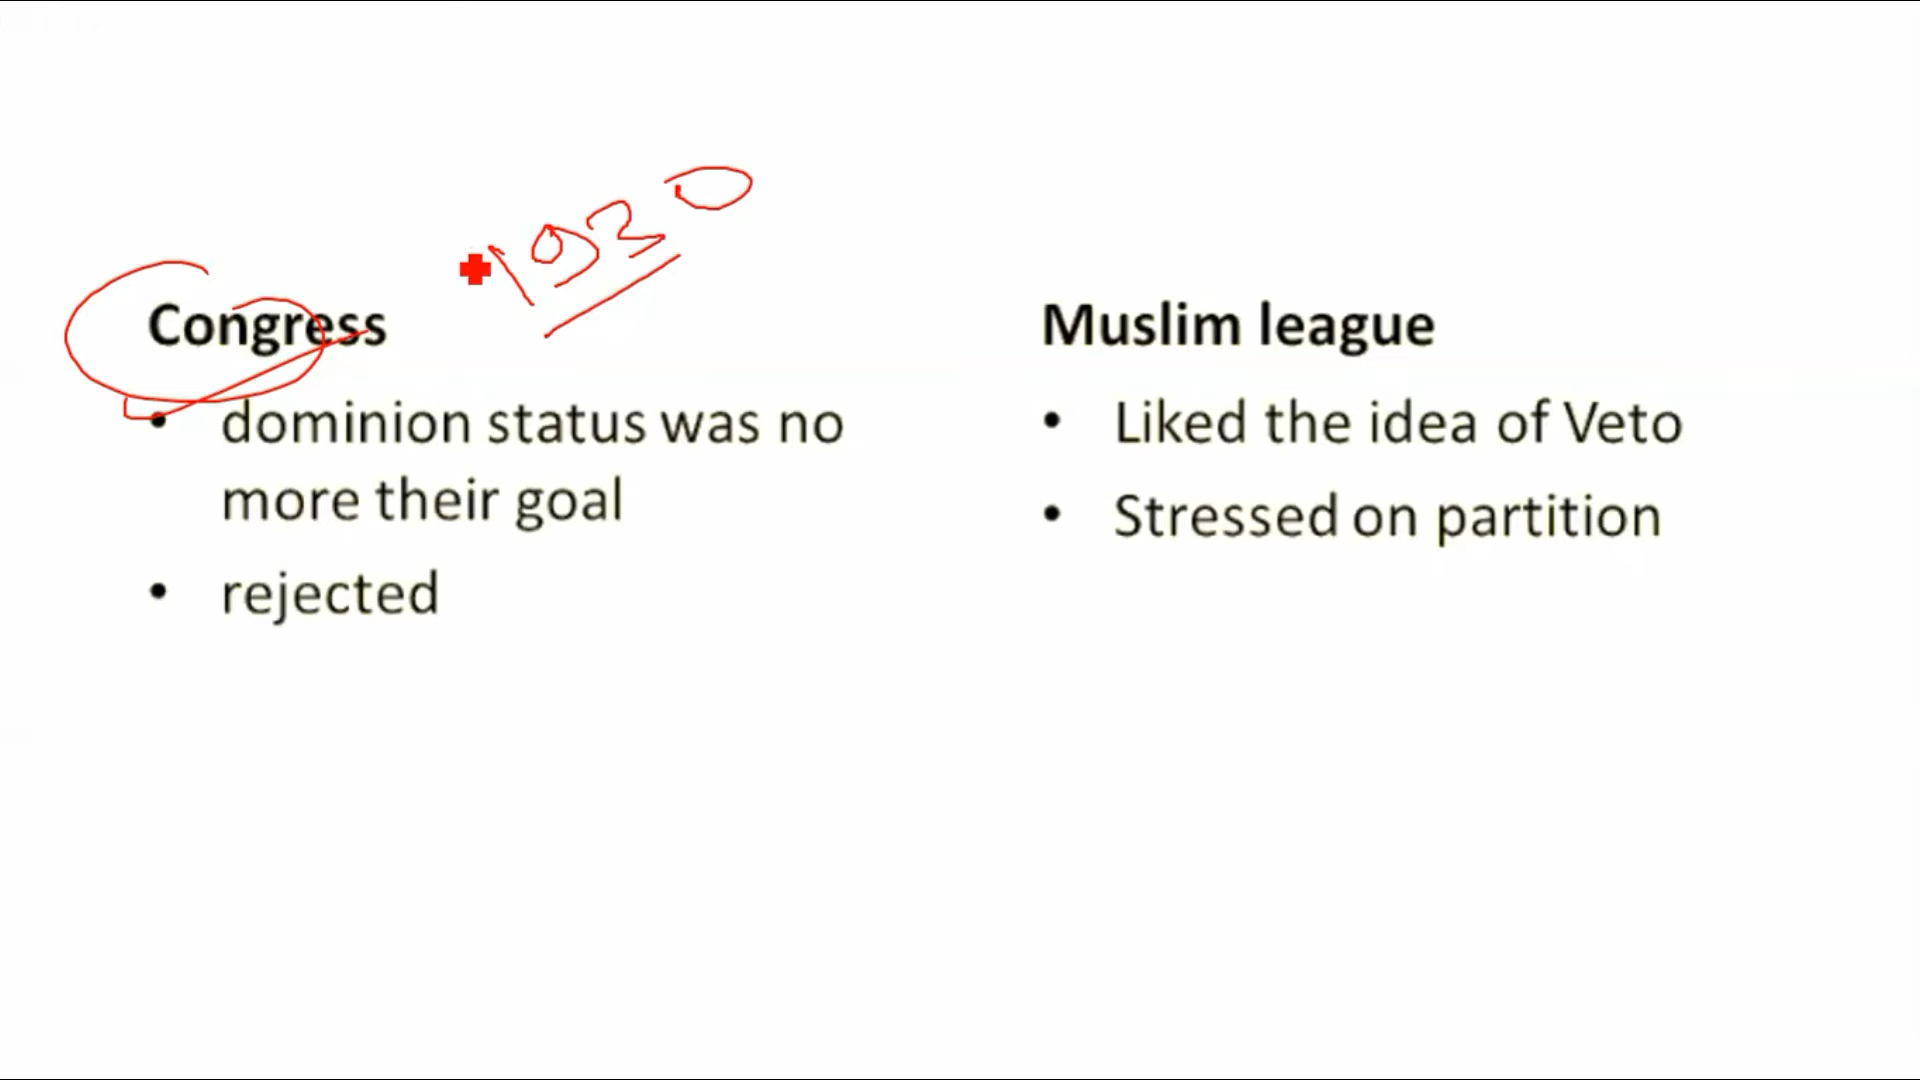 1930
Congress
• dominion status was no
more their goal
• rejected
Muslim league
• Liked the idea of Veto
• Stressed on partition